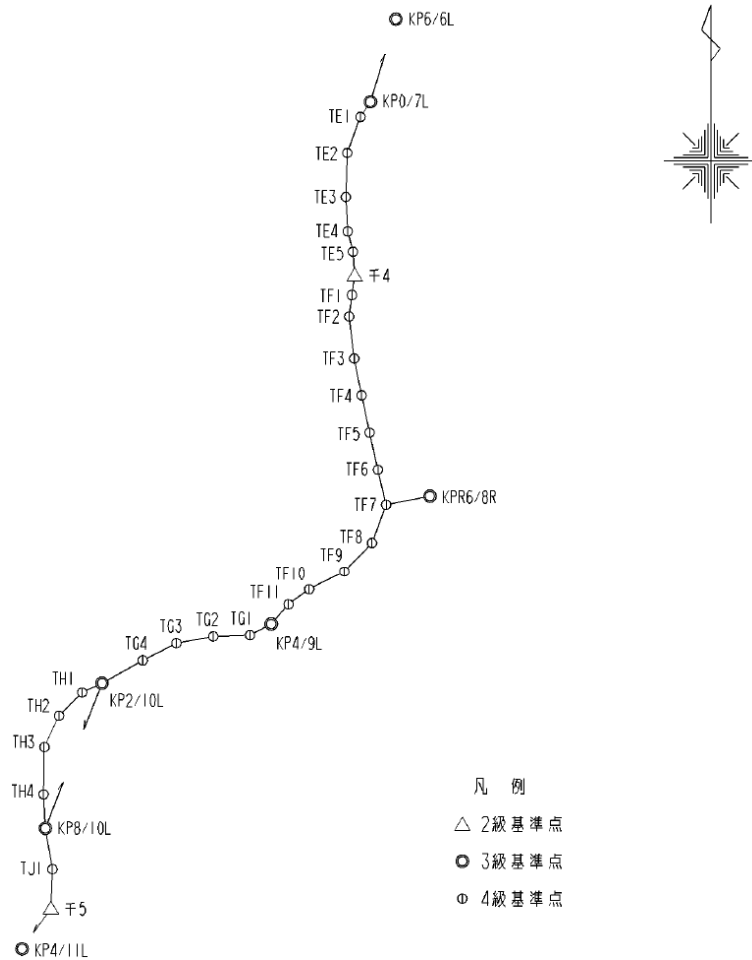 KP6/6L
KP0/7L
TE1
TE2
TE3
TE4
TE5
千4
TF1
TF2
TF3
TF4
TF5
TF6
KPR6/8R
TF7
TF8
TF9
TF10
TF11
KP4/9L
TG1
TG2
TG3
TG4
TH1
KP2/10L
TH2
TH3
TH4
KP8/10L
TJ1
千5
KP4/11L
凡 例
2級基準点
3級基準点
4級基準点